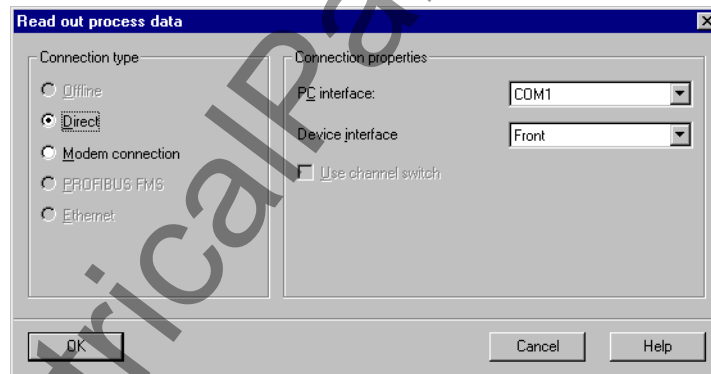 Read out process data
Connection type
Offline
Direct
Modem connection
PROFIBUS FMS
Ethernet
Connection properties
PC interface:
COM1
Device interface
Front
Use channel switch
OK
Cancel
Help